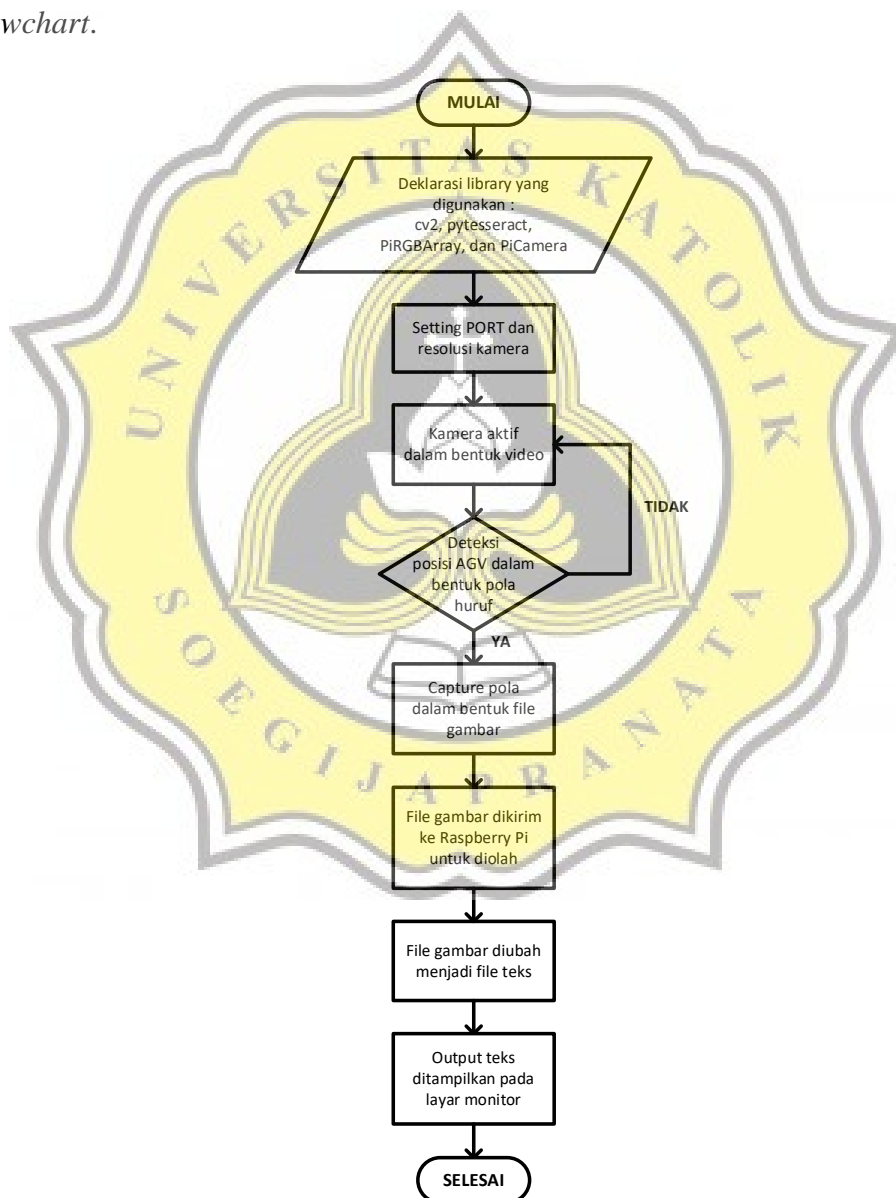 wchart.
MULAI
Deklarasi library yang
digunakan :
cv2, pytesseract,
PiRGBArray, dan PiCamera
Setting PORT dan
resolusi kamera
Kamera aktif
dalam bentuk video
TIDAK
Deteksi
posisi AGV dalam
bentuk pola
huruf
YA
Capture pola
dalam bentuk file
gambar
File gambar dikirim
ke Raspberry Pi
untuk diolah
File gambar diubah
menjadi file teks
Output teks
ditampilkan pada
layar monitor
SELESAI
UNIVERSITAS KATOLIK
SOEGIJAPRANATA